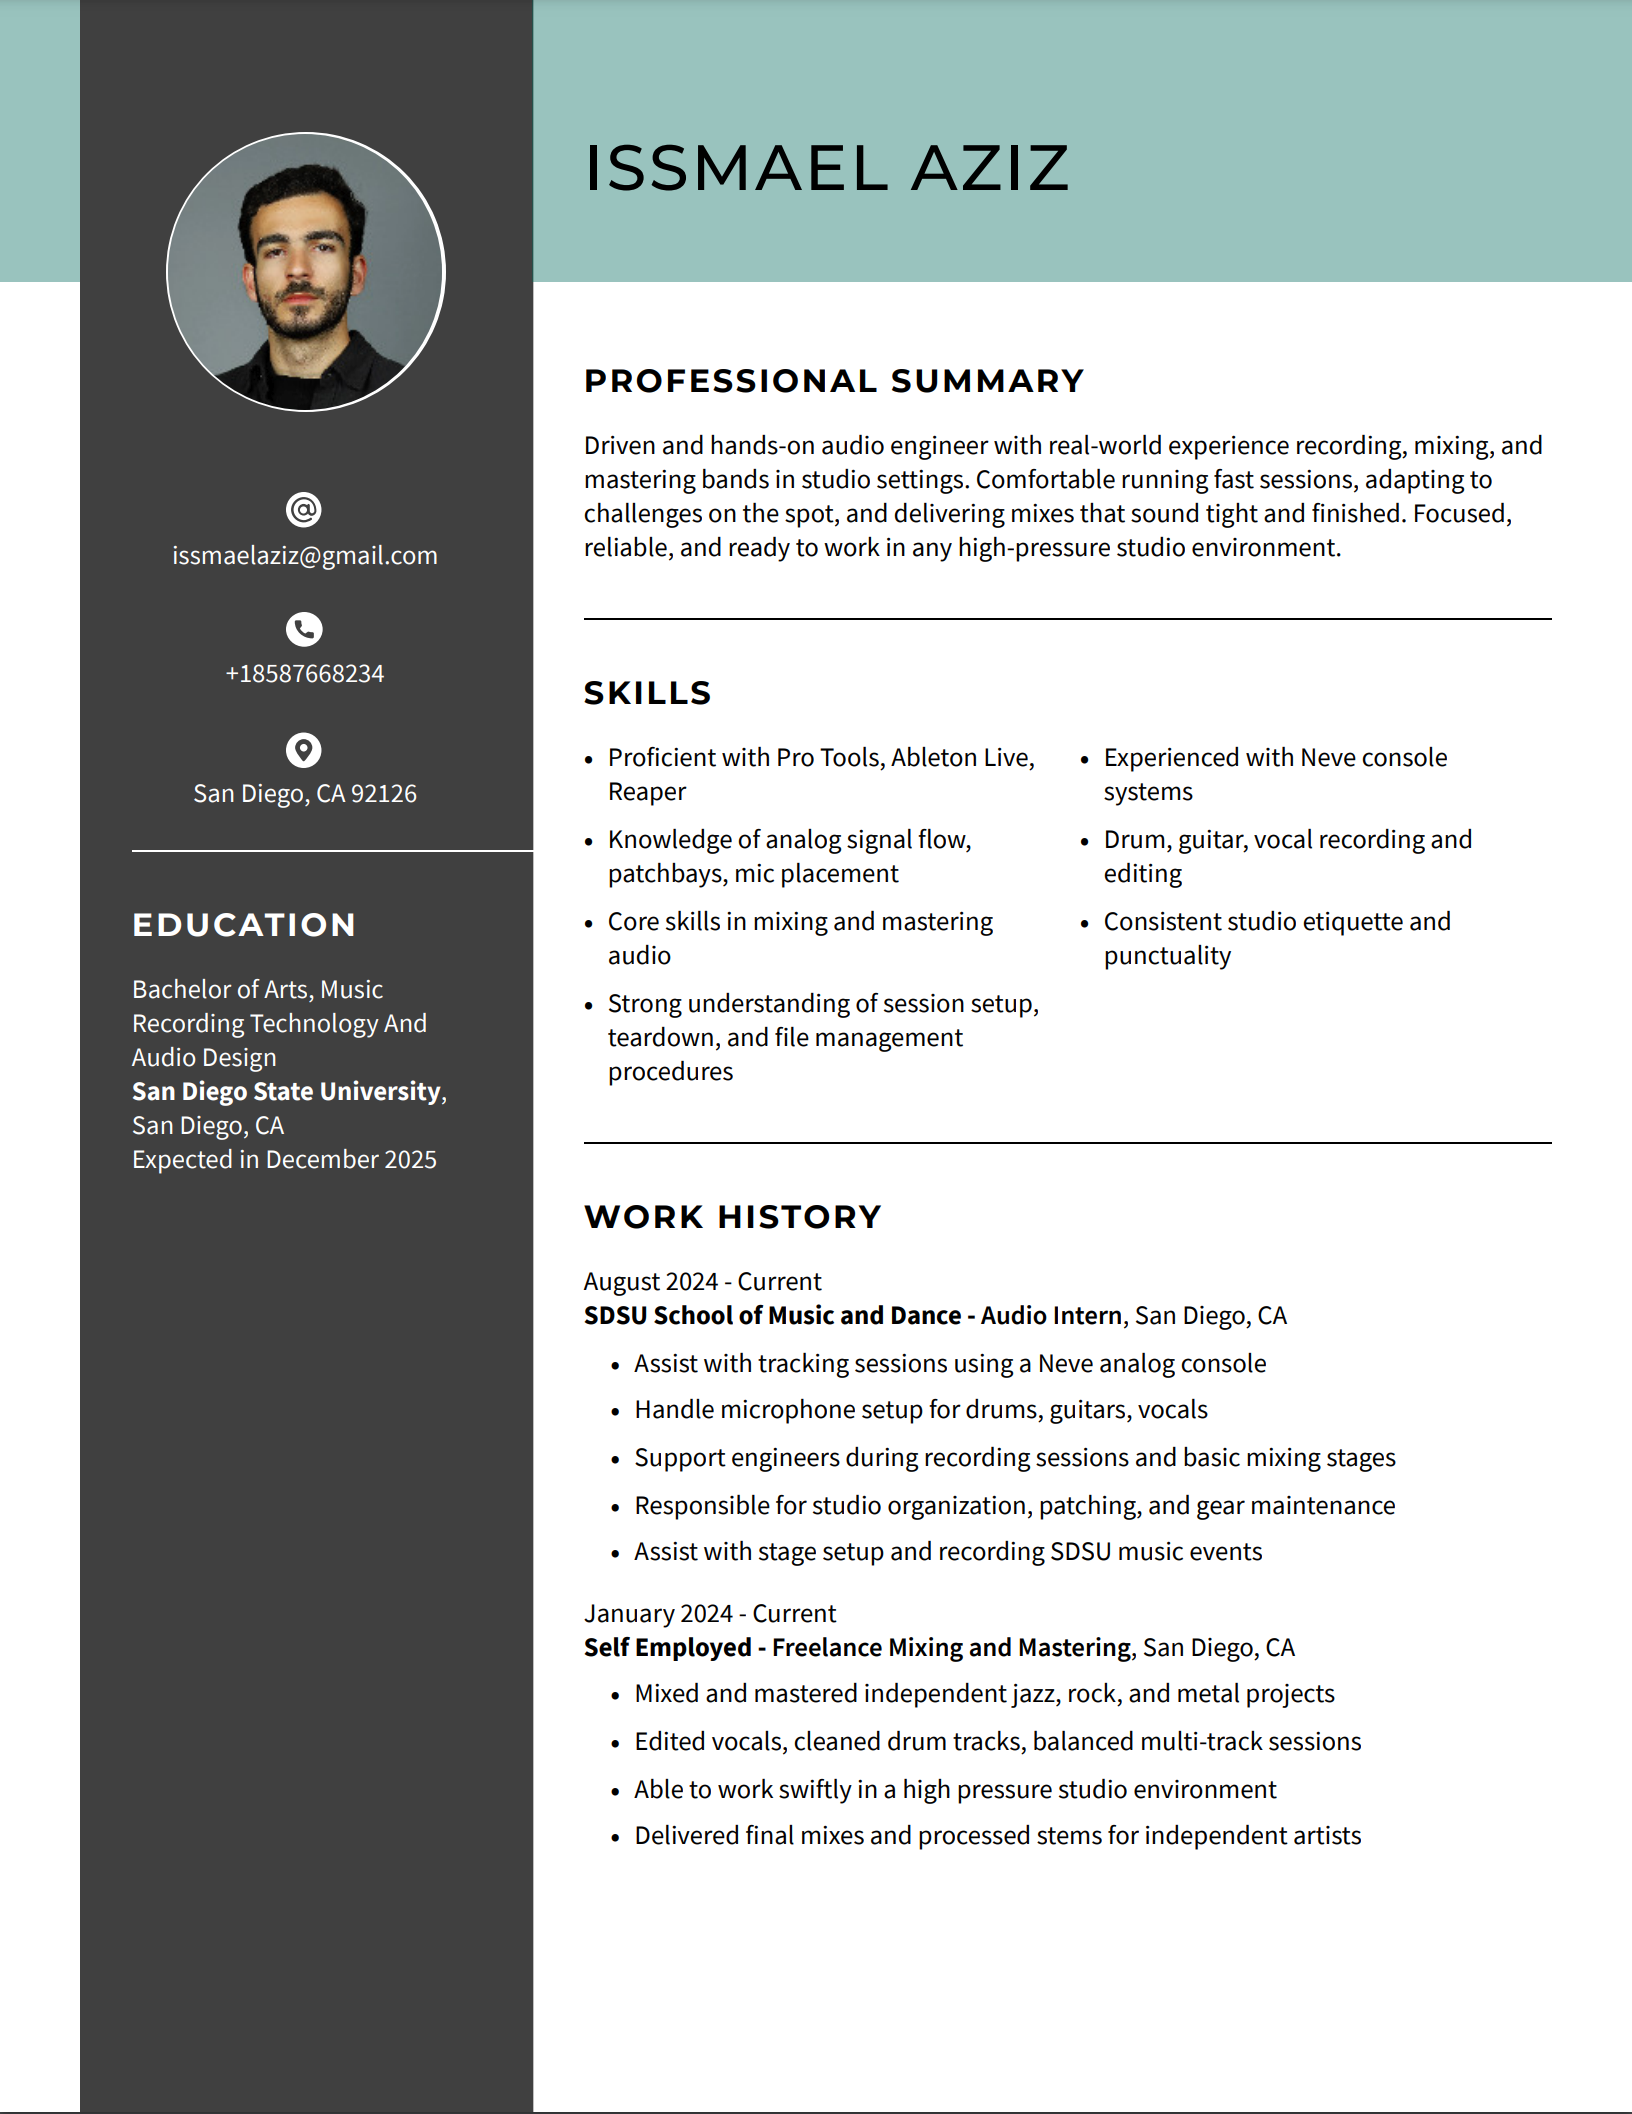 ISSMAEL AZIZ
issmaelaziz@gmail.com
+18587668234
San Diego, CA 92126
EDUCATION
Bachelor of Arts, Music
Recording Technology And
Audio Design
San Diego State University,
San Diego, CA
Expected in December 2025
PROFESSIONAL SUMMARY
Driven and hands-on audio engineer with real-world experience recording, mixing, and
mastering bands in studio settings. Comfortable running fast sessions, adapting to
challenges on the spot, and delivering mixes that sound tight and finished. Focused,
reliable, and ready to work in any high-pressure studio environment.
SKILLS
• Proficient with Pro Tools, Ableton Live,
Reaper
• Knowledge of analog signal flow,
patchbays, mic placement
• Core skills in mixing and mastering
audio
• Strong understanding of session setup,
teardown, and file management
procedures
• Experienced with Neve console
systems
• Drum, guitar, vocal recording and
editing
• Consistent studio etiquette and
punctuality
WORK HISTORY
August 2024 - Current
SDSU School of Music and Dance - Audio Intern, San Diego, CA
• Assist with tracking sessions using a Neve analog console
• Handle microphone setup for drums, guitars, vocals
• Support engineers during recording sessions and basic mixing stages
• Responsible for studio organization, patching, and gear maintenance
• Assist with stage setup and recording SDSU music events
January 2024 - Current
Self Employed - Freelance Mixing and Mastering, San Diego, CA
• Mixed and mastered independent jazz, rock, and metal projects
• Edited vocals, cleaned drum tracks, balanced multi-track sessions
• Able to work swiftly in a high pressure studio environment
• Delivered final mixes and processed stems for independent artists